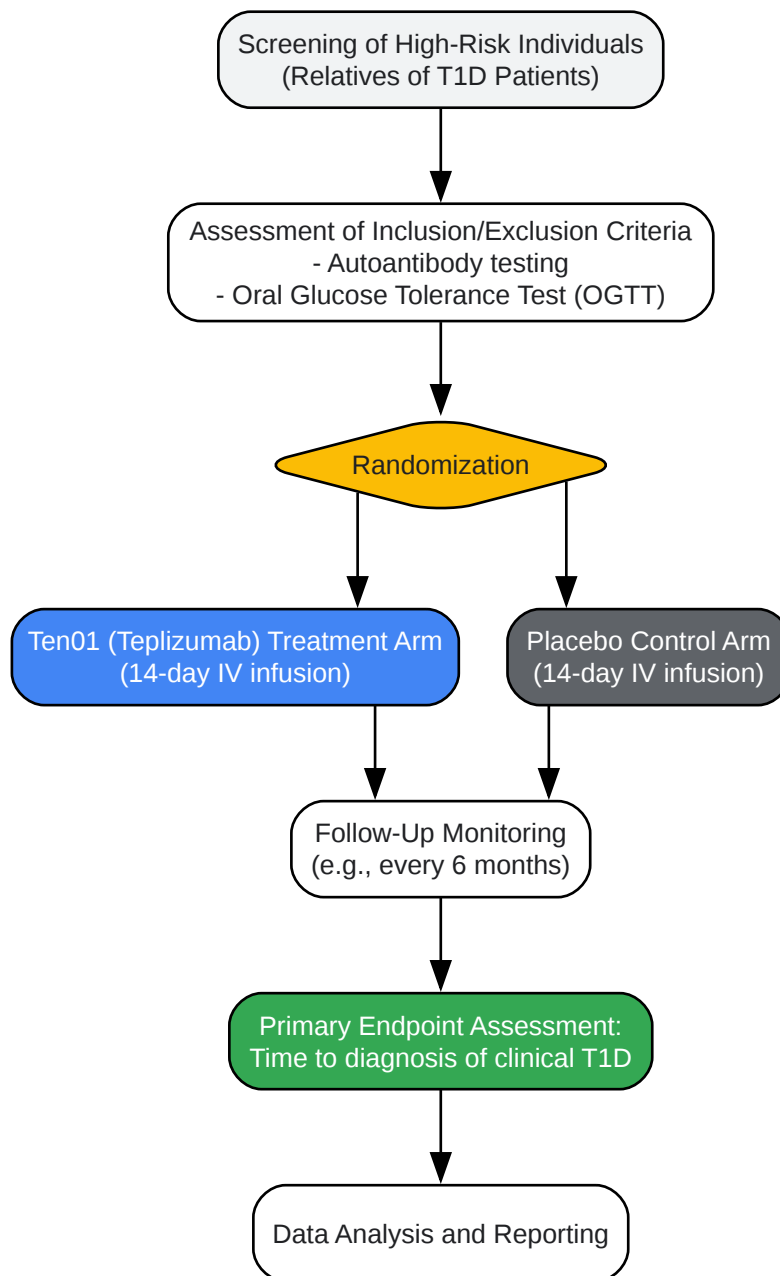 Screening of High-Risk Individuals
(Relatives of T1D Patients)
Assessment of Inclusion/Exclusion Criteria
- Autoantibody testing
- Oral Glucose Tolerance Test (OGTT)
Randomization
Ten01 (Teplizumab) Treatment Arm
(14-day IV infusion)
Placebo Control Arm
(14-day IV infusion)
Follow-Up Monitoring
(e.g., every 6 months)
Primary Endpoint Assessment:
Time to diagnosis of clinical T1D
Data Analysis and Reporting